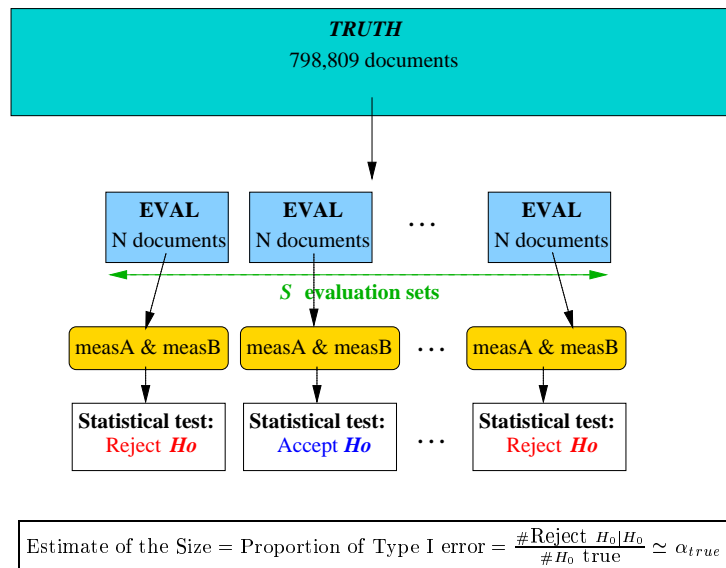 TRUTH
798,809 documents
EVAL EVAL EVAL
N documents N documents ... N documents
S evaluation sets
measA & measB measA & measB ... measA & measB
Statistical test: Statistical test: Statistical test:
Reject Ho Accept Ho ... Reject Ho
Estimate of the Size = Proportion of Type I error = #Reject H₀|H₀ / #H₀ true ≃ α_true